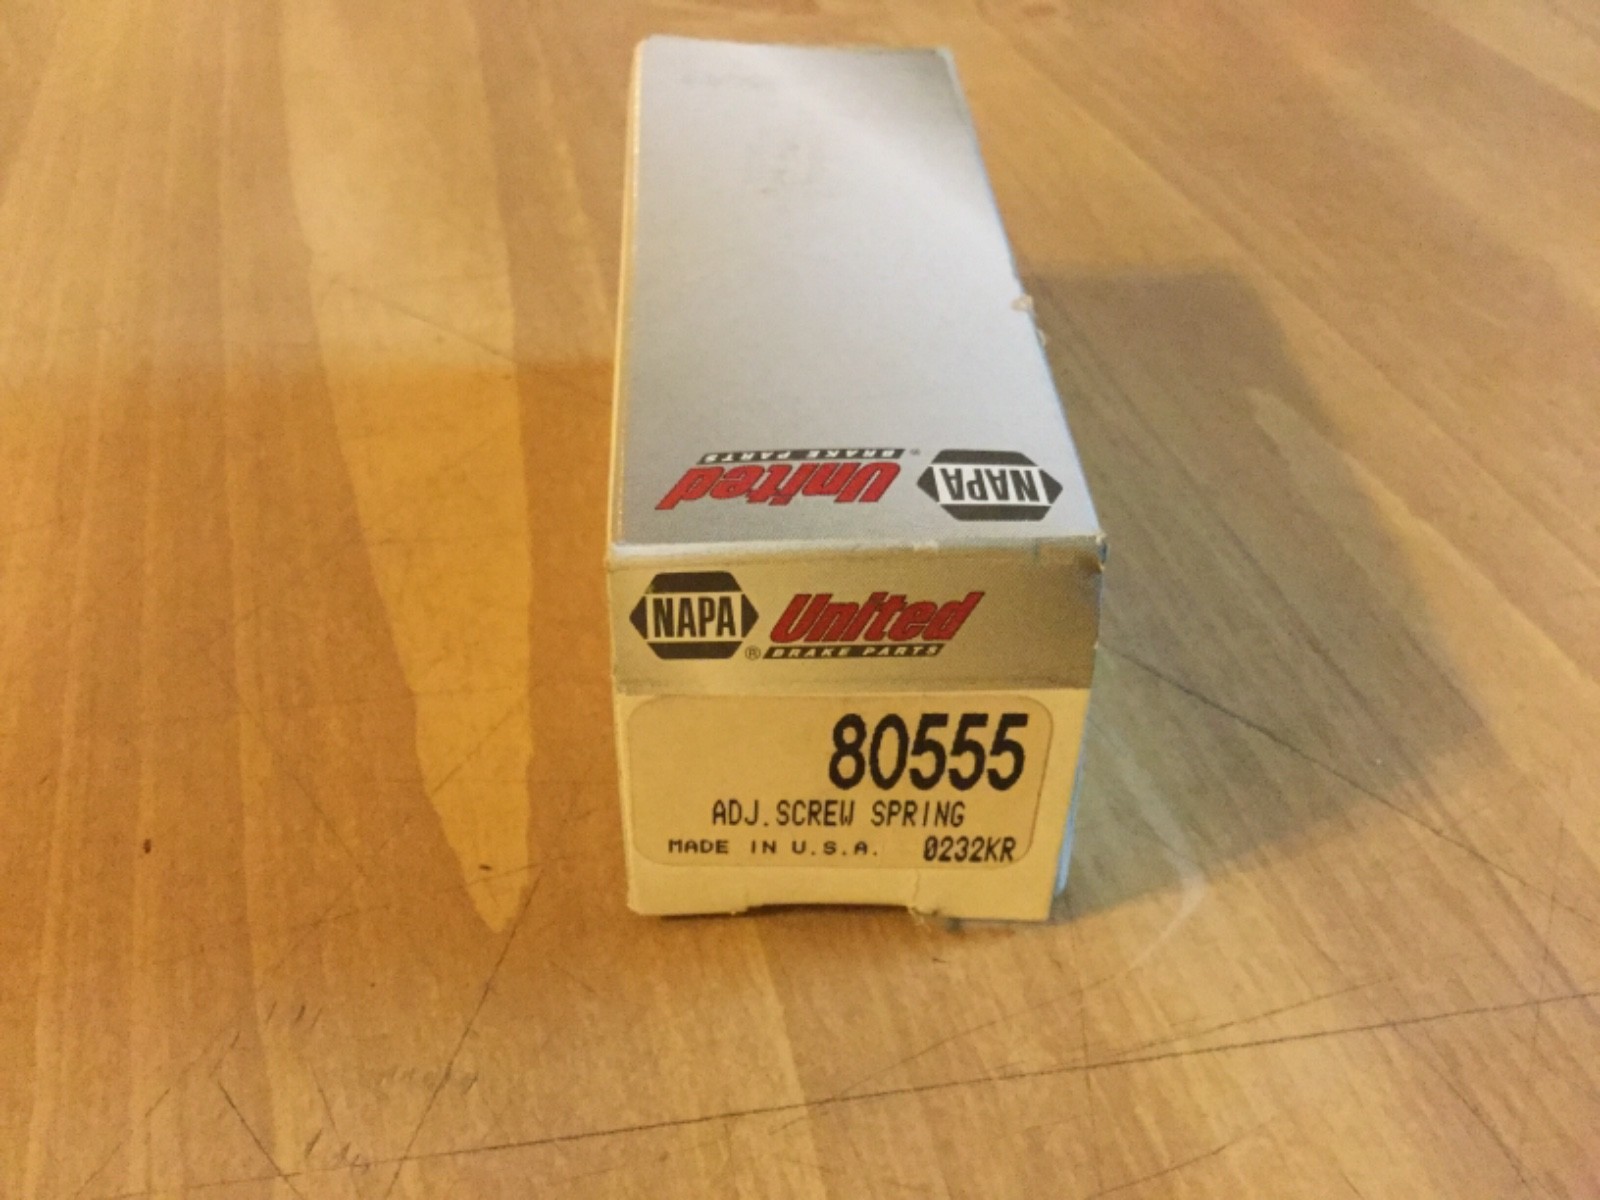 NAPA United ®
BRAKE PARTS
NAPA ® United
BRAKE PARTS
80555
ADJ. SCREW SPRING
MADE IN U.S.A. 0232KR